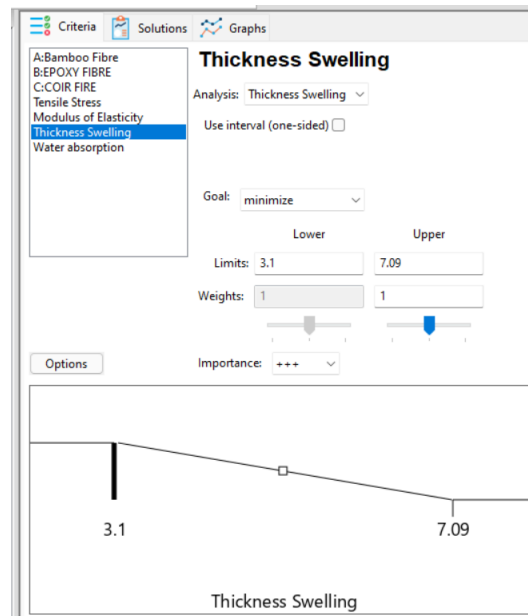 Criteria Solutions Graphs
A:Bamboo Fibre
B:EPOXY FIBRE
C:COIR FIRE
Tensile Stress
Modulus of Elasticity
Thickness Swelling
Water absorption
Thickness Swelling
Analysis: Thickness Swelling
Use interval (one-sided)
Goal: minimize
Lower Upper
Limits: 3.1 7.09
Weights: 1 1
Options
Importance: +++
3.1 7.09
Thickness Swelling